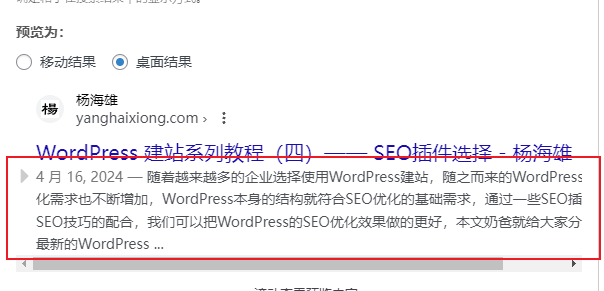 预览为：
移动结果
桌面结果
楊
杨海雄
yanghaixiong.com ›
WordPress 建站系列教程（四）—— SEO插件选择 - 杨海雄
4 月 16, 2024 — 随着越来越多的企业选择使用WordPress建站，随之而来的WordPress
化需求也不断增加，WordPress本身的结构就符合SEO优化的基础需求，通过一些SEO插
SEO技巧的配合，我们可以把WordPress的SEO优化效果做的更好，本文奶爸就给大家分
最新的WordPress ...